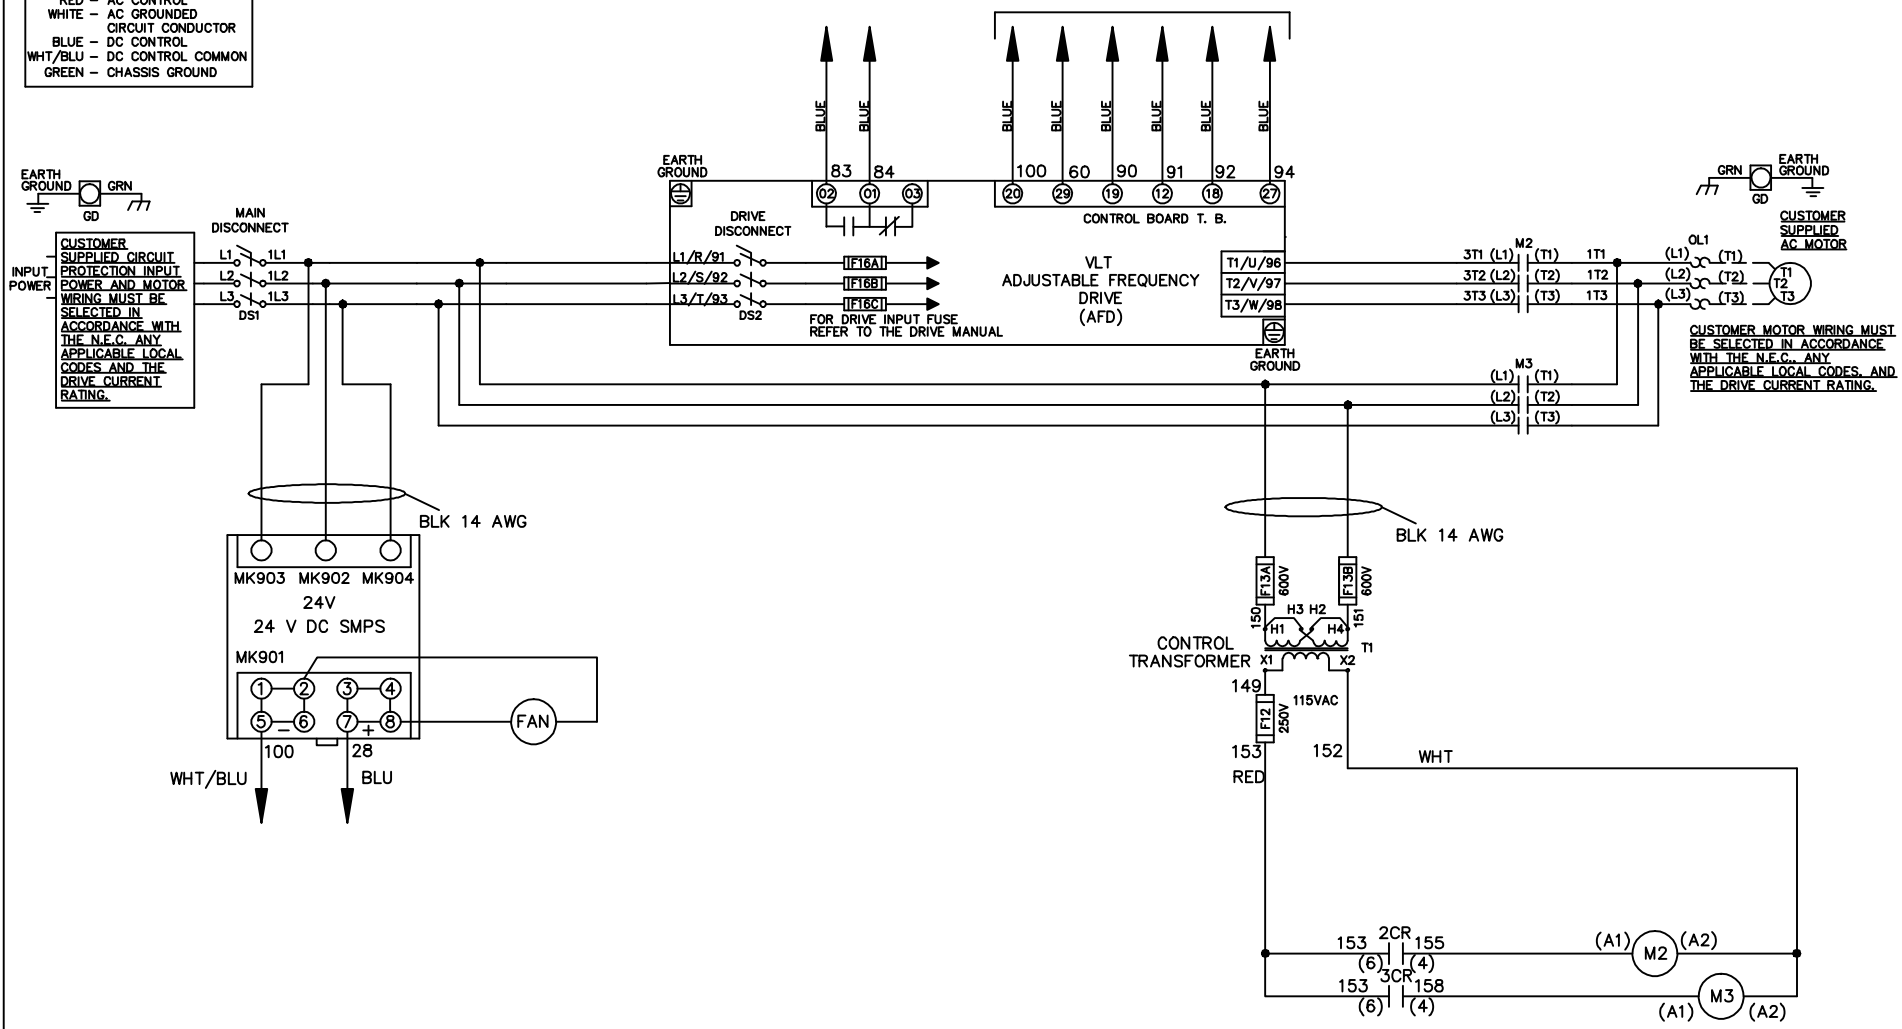 RED – AC CONTROL
WHITE – AC GROUNDED
CIRCUIT CONDUCTOR
BLUE – DC CONTROL
WHT/BLU – DC CONTROL COMMON
GREEN – CHASSIS GROUND
EARTH
GROUND
GRN
GD
CUSTOMER
SUPPLIED CIRCUIT
PROTECTION INPUT
POWER AND MOTOR
WIRING MUST BE
SELECTED IN
ACCORDANCE WITH
THE N.E.C. ANY
APPLICABLE LOCAL
CODES AND THE
DRIVE CURRENT
RATING.
INPUT
POWER
MAIN
DISCONNECT
L1 1L1
L2 1L2
L3 1L3
DS1
BLUE BLUE BLUE BLUE BLUE BLUE BLUE BLUE
83 84 100 60 90 91 92 94
02 01 03 20 29 19 12 18 27
CONTROL BOARD T. B.
EARTH
GROUND
DRIVE
DISCONNECT
L1/R/91
L2/S/92
L3/T/93
DS2
F16A
F16B
F16C
FOR DRIVE INPUT FUSE
REFER TO THE DRIVE MANUAL
VLT
ADJUSTABLE FREQUENCY
DRIVE
(AFD)
T1/U/96
T2/V/97
T3/W/98
EARTH
GROUND
M2
3T1 (L1) (T1) 1T1
3T2 (L2) (T2) 1T2
3T3 (L3) (T3) 1T3
OL1
(L1) (T1)
(L2) (T2)
(L3) (T3)
T1
T2
T3
GRN
EARTH
GROUND
GD
CUSTOMER
SUPPLIED
AC MOTOR
CUSTOMER MOTOR WIRING MUST
BE SELECTED IN ACCORDANCE
WITH THE N.E.C., ANY
APPLICABLE LOCAL CODES, AND
THE DRIVE CURRENT RATING.
M3
(L1) (T1)
(L2) (T2)
(L3) (T3)
BLK 14 AWG
MK903 MK902 MK904
24V
24 V DC SMPS
MK901
1 2 3 4
5 6 7 8
– +
FAN
100 28
WHT/BLU BLU
BLK 14 AWG
F13A 600V
F13B 600V
150 151
H3 H2
H1 H4
T1
CONTROL
TRANSFORMER
X1 X2
149
115VAC
F12 250V
153 152
RED
WHT
2CR
153 155
(6) (4)
(A1) M2 (A2)
3CR
153 158
(6) (4)
(A1) M3 (A2)